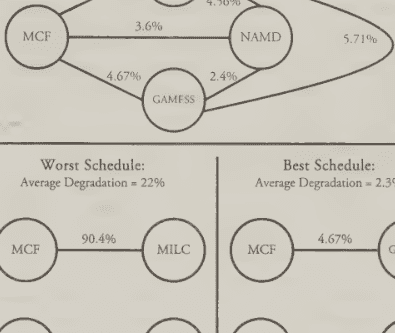 4.56%
MCF
3.6%
NAMD
5.71%
4.67%
2.4%
GAMESS
Worst Schedule:
Average Degradation = 22%
Best Schedule:
Average Degradation = 2.3%
MCF
90.4%
MILC
MCF
4.67%
G